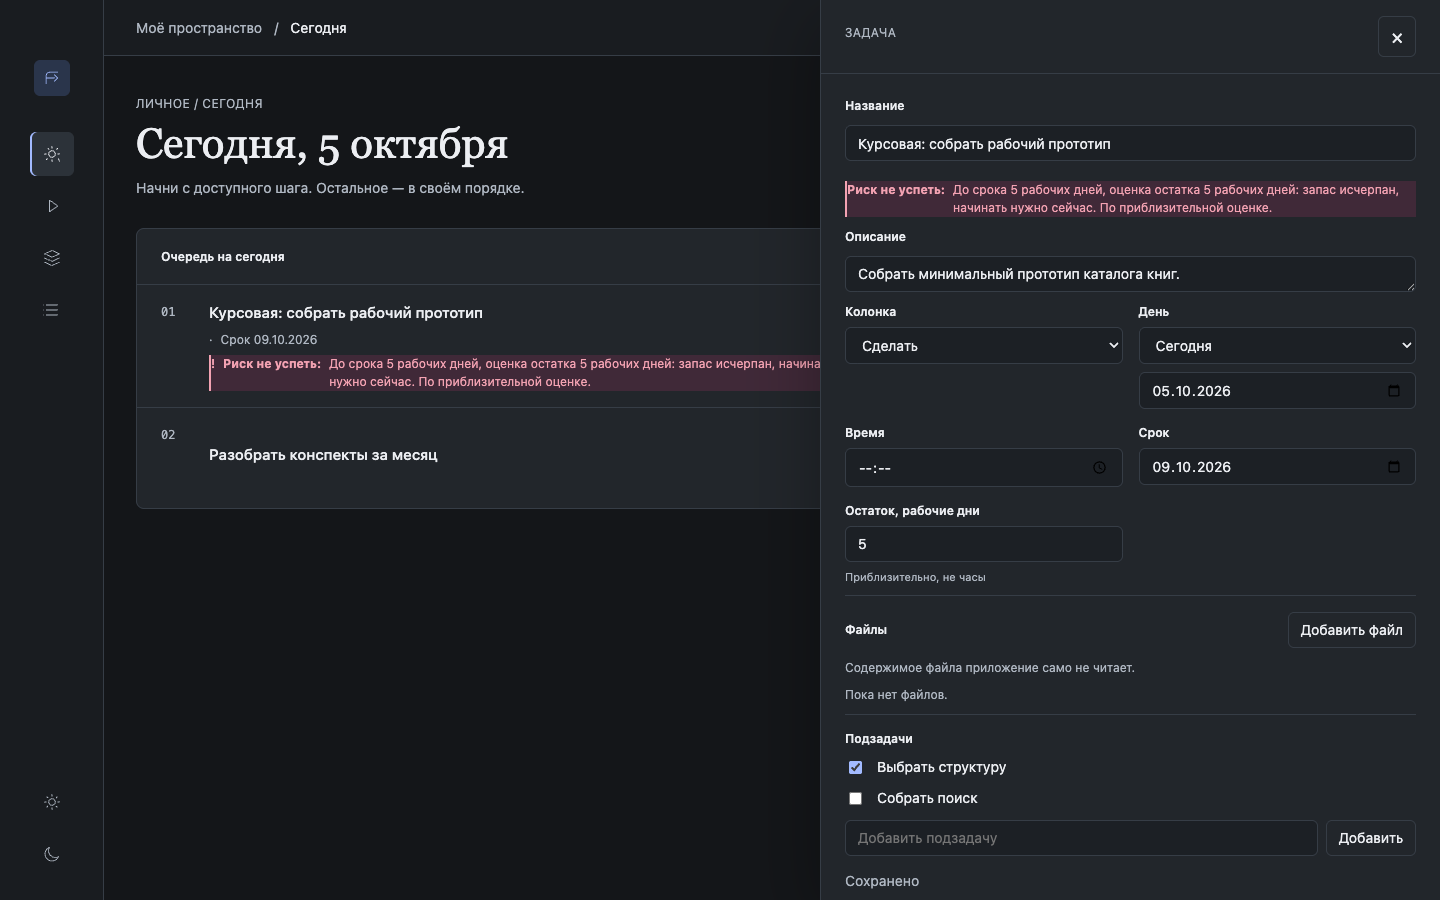 Моё пространство / Сегодня
ЛИЧНОЕ / СЕГОДНЯ
Сегодня, 5 октября
Начни с доступного шага. Остальное — в своём порядке.
Очередь на сегодня
01 Курсовая: собрать рабочий прототип
· Срок 09.10.2026
! Риск не успеть: До срока 5 рабочих дней, оценка остатка 5 рабочих дней: запас исчерпан, начина
нужно сейчас. По приблизительной оценке.
02
Разобрать конспекты за месяц
ЗАДАЧА
×
Название
Курсовая: собрать рабочий прототип
Риск не успеть: До срока 5 рабочих дней, оценка остатка 5 рабочих дней: запас исчерпан,
начинать нужно сейчас. По приблизительной оценке.
Описание
Собрать минимальный прототип каталога книг.
Колонка День
Сделать Сегодня
05.10.2026
Время Срок
--:-- 09.10.2026
Остаток, рабочие дни
5
Приблизительно, не часы
Файлы Добавить файл
Содержимое файла приложение само не читает.
Пока нет файлов.
Подзадачи
Выбрать структуру
Собрать поиск
Добавить подзадачу Добавить
Сохранено